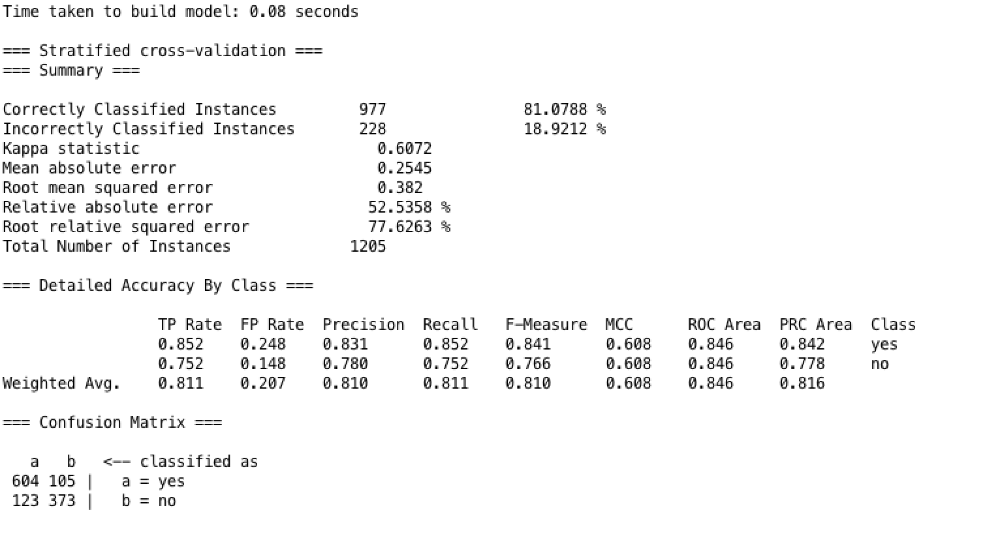 Time taken to build model: 0.08 seconds
=== Stratified cross-validation ===
=== Summary ===
Correctly Classified Instances         977               81.0788 %
Incorrectly Classified Instances       228               18.9212 %
Kappa statistic                          0.6072
Mean absolute error                      0.2545
Root mean squared error                  0.382
Relative absolute error                 52.5358 %
Root relative squared error             77.6263 %
Total Number of Instances             1205
=== Detailed Accuracy By Class ===
                 TP Rate  FP Rate  Precision  Recall   F-Measure  MCC      ROC Area  PRC Area  Class
                 0.852    0.248    0.831      0.852    0.841      0.608    0.846     0.842     yes
                 0.752    0.148    0.780      0.752    0.766      0.608    0.846     0.778     no
Weighted Avg.    0.811    0.207    0.810      0.811    0.810      0.608    0.846     0.816
=== Confusion Matrix ===
   a   b   <-- classified as
 604 105 |   a = yes
 123 373 |   b = no